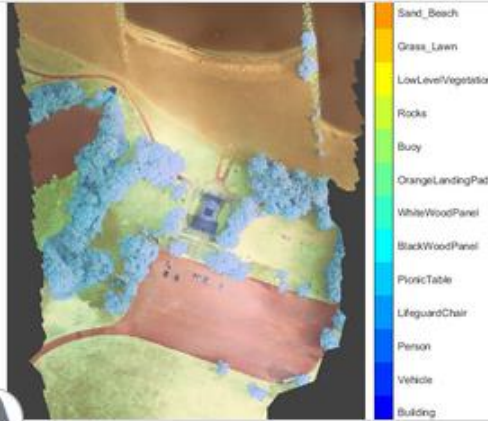 Sand_Beach
Grass_Lawn
LowLevelVegetation
Rocks
Buoy
OrangeLandingPad
WhiteWoodPanel
BlackWoodPanel
PicnicTable
LifeguardChair
Person
Vehicle
Building